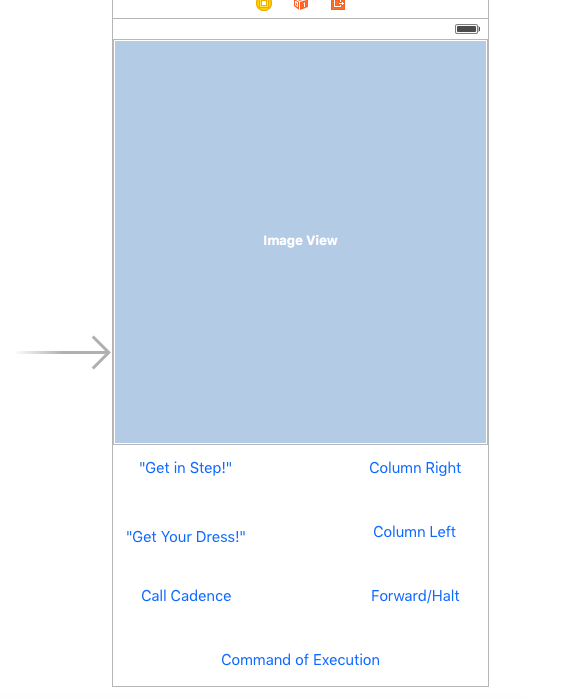 Image View
"Get in Step!"
Column Right
"Get Your Dress!"
Column Left
Call Cadence
Forward/Halt
Command of Execution